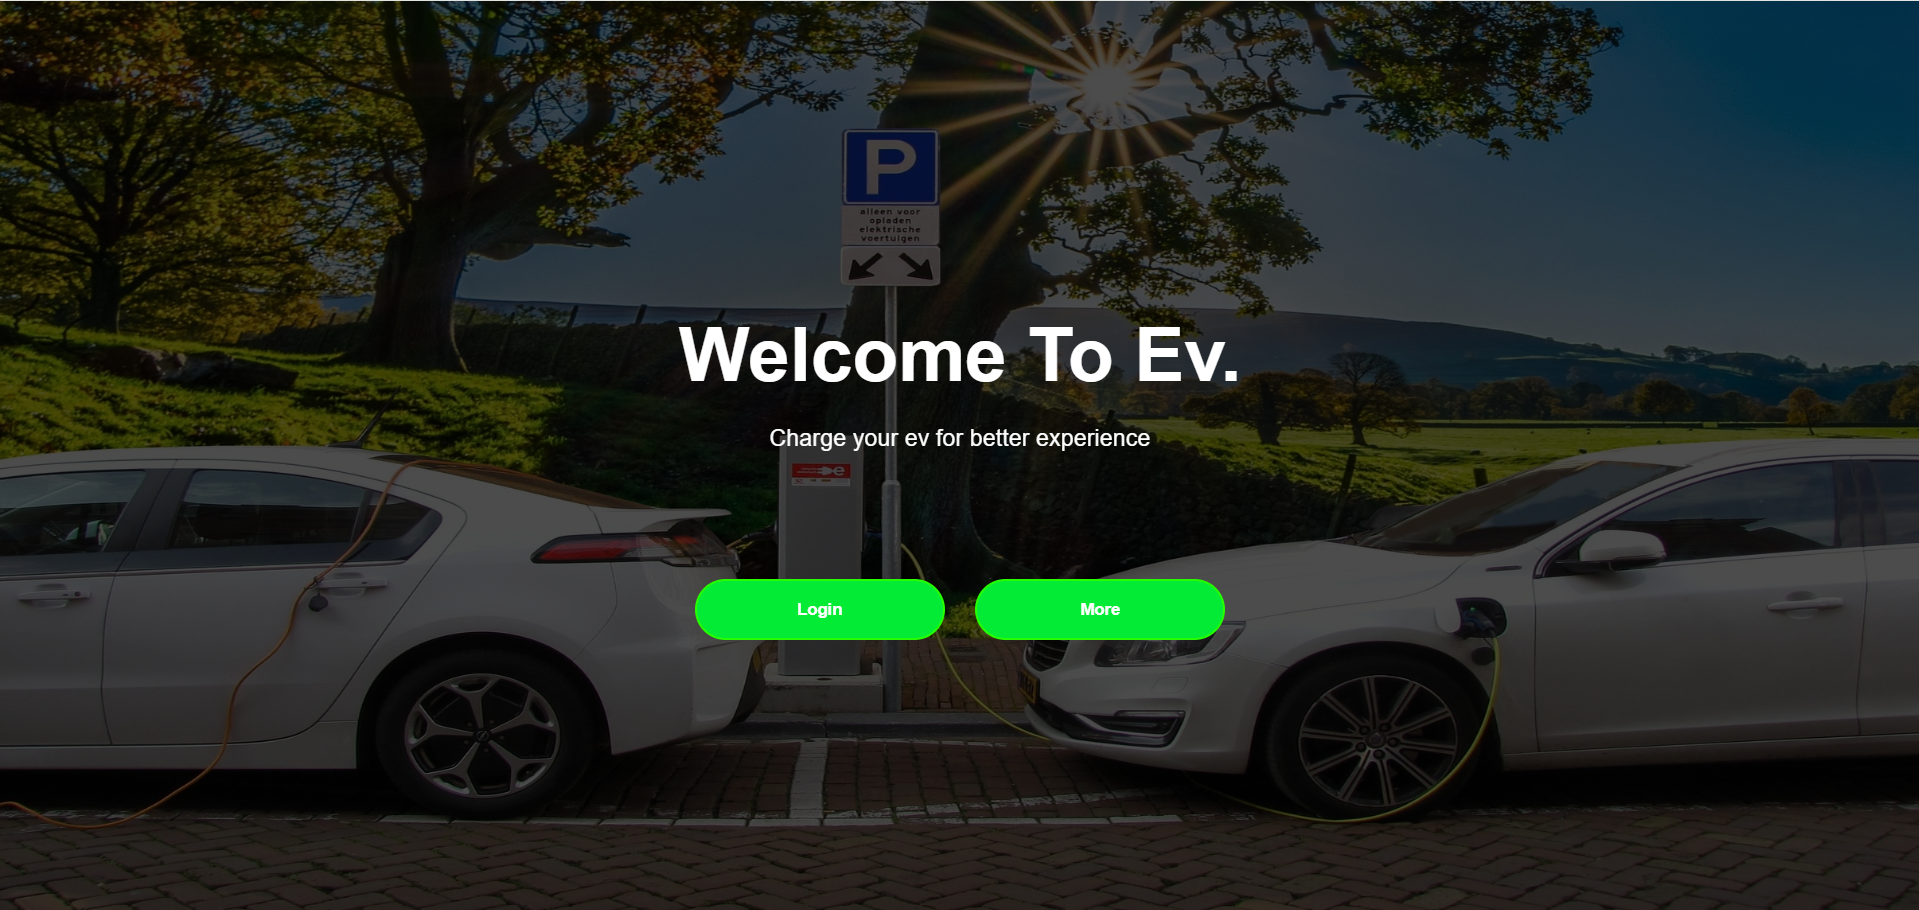 P
alleen voor
opladen
elektrische
voertuigen
Welcome To Ev.
Charge your ev for better experience
e
Login
More